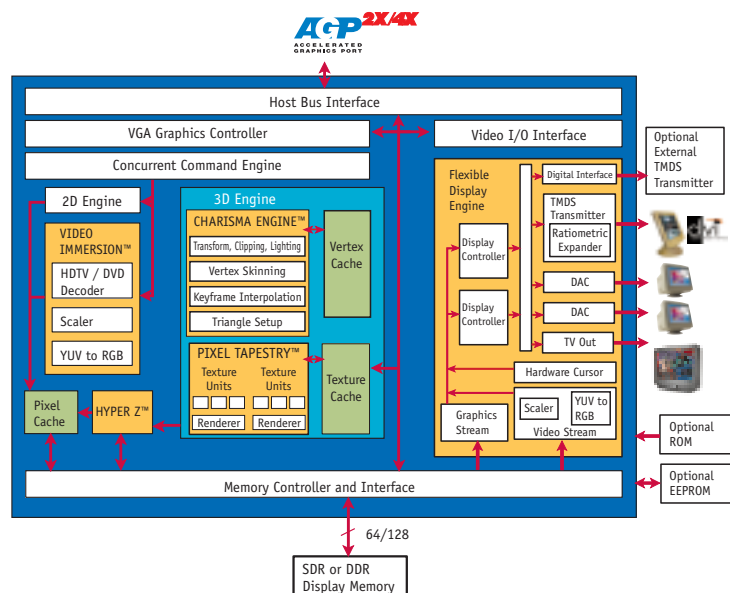 AGP 2X/4X
ACCELERATED
GRAPHICS PORT
Host Bus Interface
VGA Graphics Controller
Video I/O Interface
Concurrent Command Engine
Optional
External
TMDS
Transmitter
2D Engine
VIDEO
IMMERSION™
HDTV / DVD
Decoder
Scaler
YUV to RGB
3D Engine
CHARISMA ENGINE™
Transform, Clipping, Lighting
Vertex Skinning
Keyframe Interpolation
Triangle Setup
Vertex
Cache
PIXEL TAPESTRY™
Texture
Units
Texture
Units
Renderer
Renderer
Texture
Cache
Pixel
Cache
HYPER Z™
Flexible
Display
Engine
Display
Controller
Display
Controller
Digital Interface
TMDS
Transmitter
Ratiometric
Expander
DAC
DAC
TV Out
Hardware Cursor
Graphics
Stream
Scaler
YUV to
RGB
Video Stream
dvi
Optional
ROM
Optional
EEPROM
Memory Controller and Interface
64/128
SDR or DDR
Display Memory